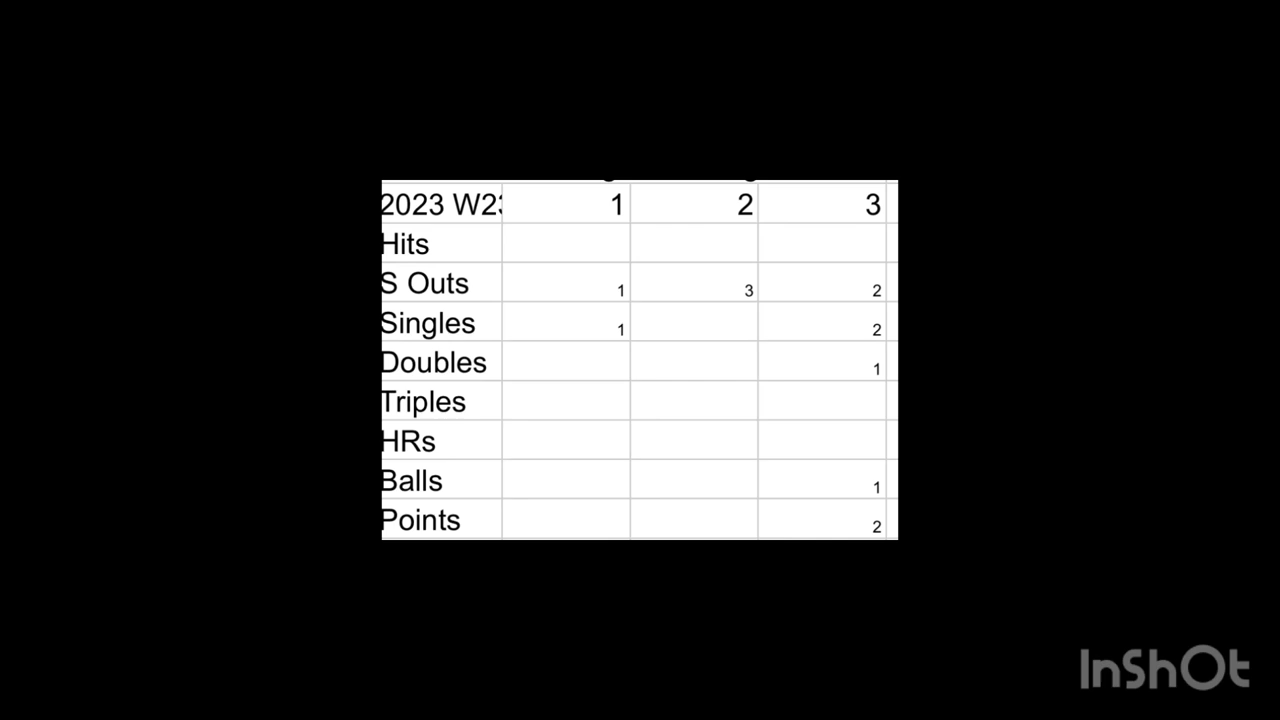 2023 W23 1 2 3
Hits
S Outs 1 3 2
Singles 1 2
Doubles 1
Triples
HRs
Balls 1
Points 2
InShOt